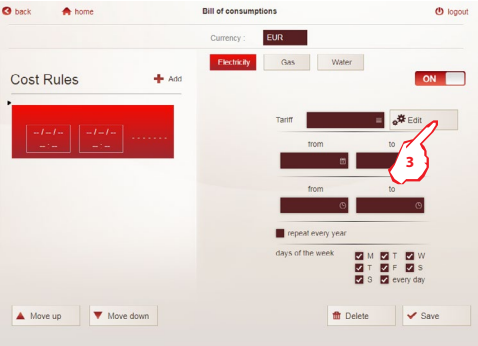 back home Bill of consumptions logout
Currency : EUR
Electricity Gas Water
ON
Cost Rules Add
Tariff Edit
-- / -- / -- -- / -- / -- - - - - - - -
-- : -- -- : --
from to
3
from to
repeat every year
days of the week M T W
T F S
S every day
Move up Move down Delete Save